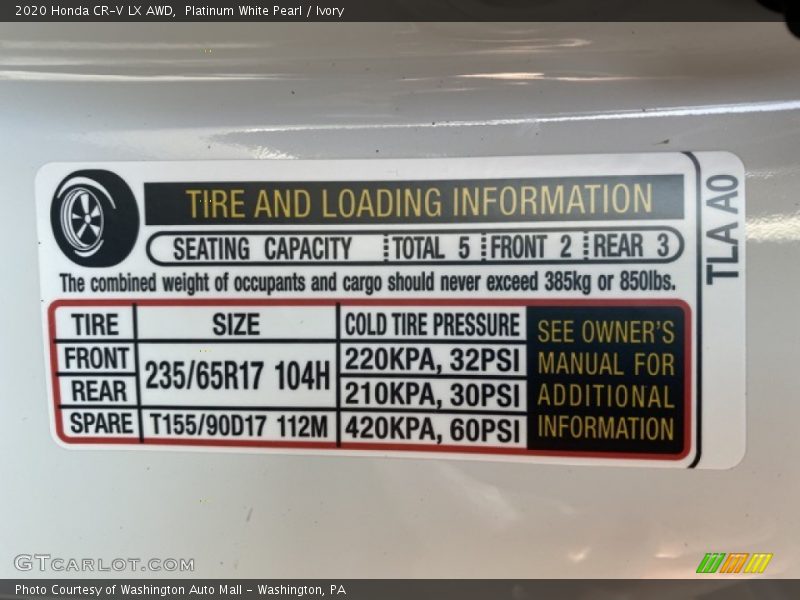 2020 Honda CR-V LX AWD, Platinum White Pearl / Ivory
TIRE AND LOADING INFORMATION
SEATING CAPACITY TOTAL 5 FRONT 2 REAR 3
The combined weight of occupants and cargo should never exceed 385kg or 850lbs.
TIRE SIZE COLD TIRE PRESSURE
FRONT 235/65R17 104H 220KPA, 32PSI
REAR 210KPA, 30PSI
SPARE T155/90D17 112M 420KPA, 60PSI
SEE OWNER'S
MANUAL FOR
ADDITIONAL
INFORMATION
TLA A0
GTCARLOT.COM
Photo Courtesy of Washington Auto Mall - Washington, PA